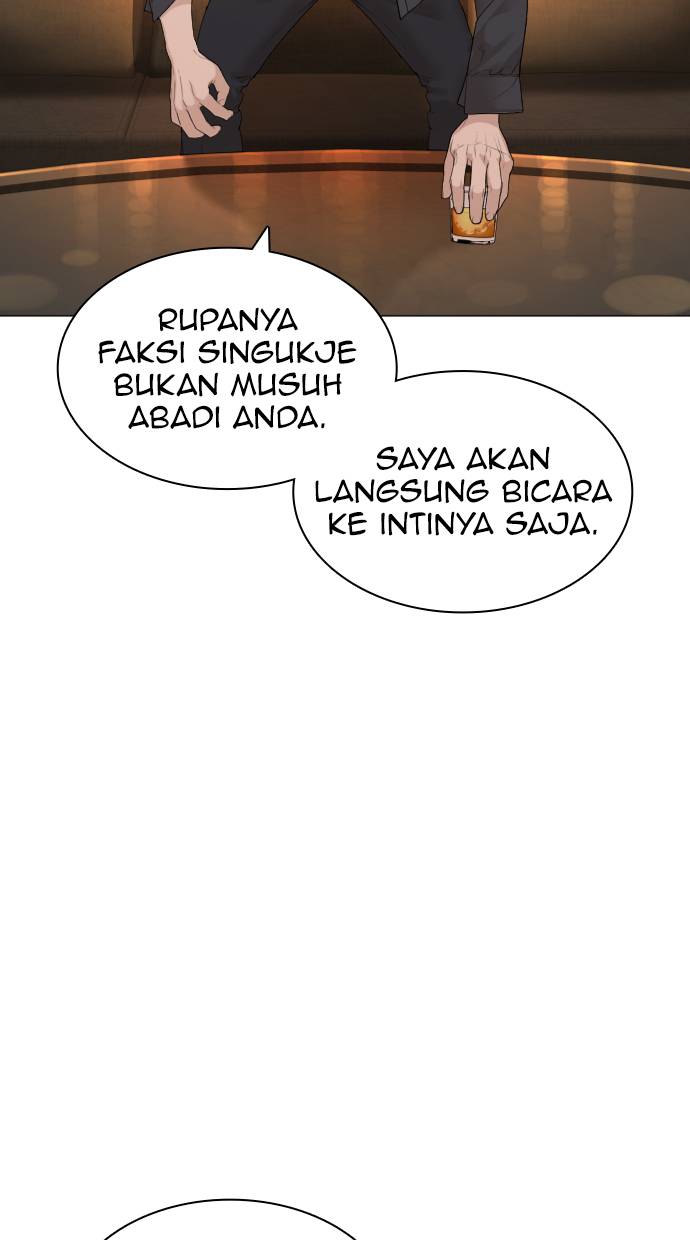 RUPANYA
FAKSI SINGUKJE
BUKAN MUSUH
ABADI ANDA.
SAYA AKAN
LANGSUNG BICARA
KE INTINYA SAJA.